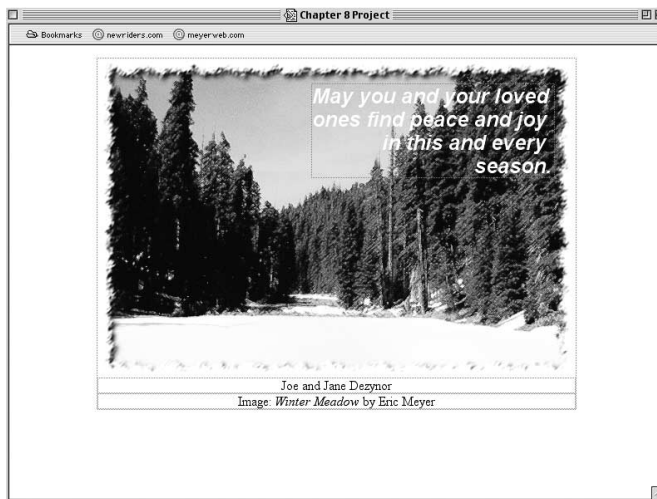 Chapter 8 Project
Bookmarks newriders.com meyerweb.com
May you and your loved
ones find peace and joy
in this and every
season.
Joe and Jane Dezynor
Image: Winter Meadow by Eric Meyer